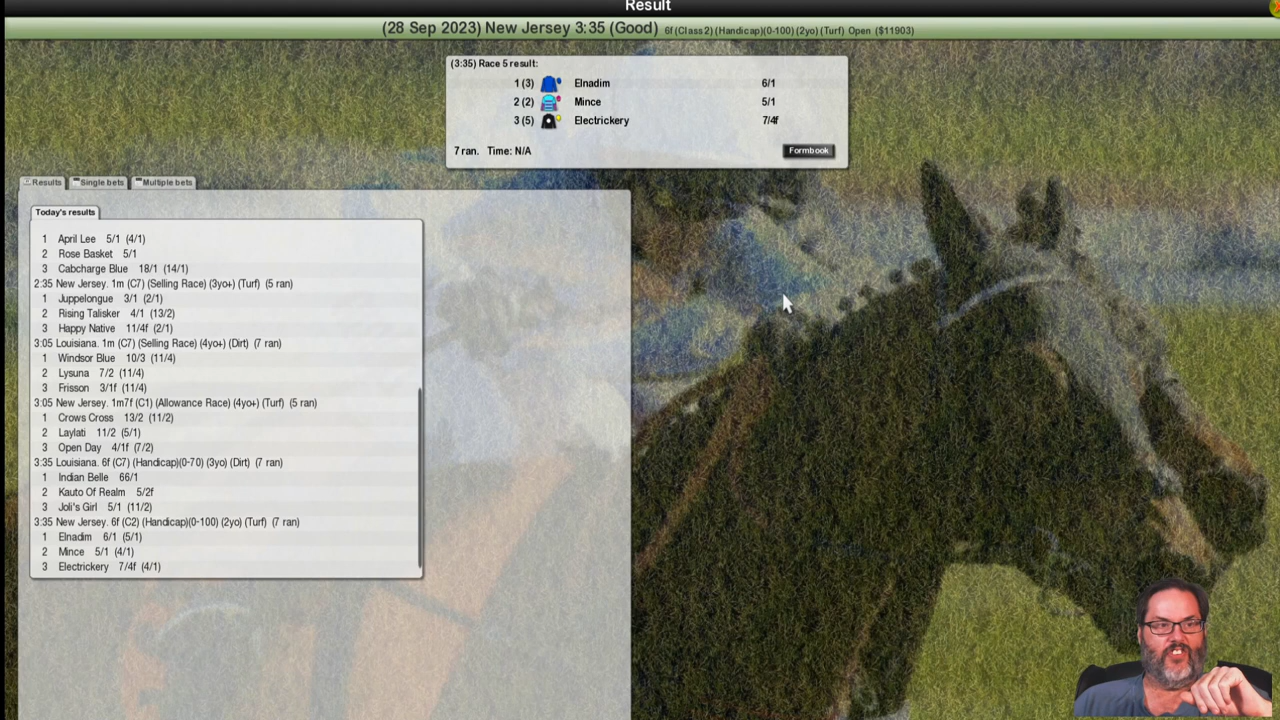 Result
(28 Sep 2023) New Jersey 3:35 (Good) 6f (Class 2) (Handicap)(0-100) (2yo) (Turf) Open ($11903)
(3:35) Race 5 result:
1 (3) Elnadim 6/1
2 (2) Mince 5/1
3 (5) Electrickery 7/4f
7 ran. Time: N/A Formbook
Results Single bets Multiple bets
Today's results
1 April Lee 5/1 (4/1)
2 Rose Basket 5/1
3 Cabcharge Blue 18/1 (14/1)
2:35 New Jersey. 1m (C7) (Selling Race) (3yo+) (Turf) (5 ran)
1 Juppelongue 3/1 (2/1)
2 Rising Talisker 4/1 (13/2)
3 Happy Native 11/4f (2/1)
3:05 Louisiana. 1m (C7) (Selling Race) (4yo+) (Dirt) (7 ran)
1 Windsor Blue 10/3 (11/4)
2 Lysuna 7/2 (11/4)
3 Frisson 3/1f (11/4)
3:05 New Jersey. 1m7f (C1) (Allowance Race) (4yo+) (Turf) (5 ran)
1 Crows Cross 13/2 (11/2)
2 Laylati 11/2 (5/1)
3 Open Day 4/1f (7/2)
3:35 Louisiana. 6f (C7) (Handicap)(0-70) (3yo) (Dirt) (7 ran)
1 Indian Belle 66/1
2 Kauto Of Realm 5/2f
3 Joli's Girl 5/1 (11/2)
3:35 New Jersey. 6f (C2) (Handicap)(0-100) (2yo) (Turf) (7 ran)
1 Elnadim 6/1 (5/1)
2 Mince 5/1 (4/1)
3 Electrickery 7/4f (4/1)